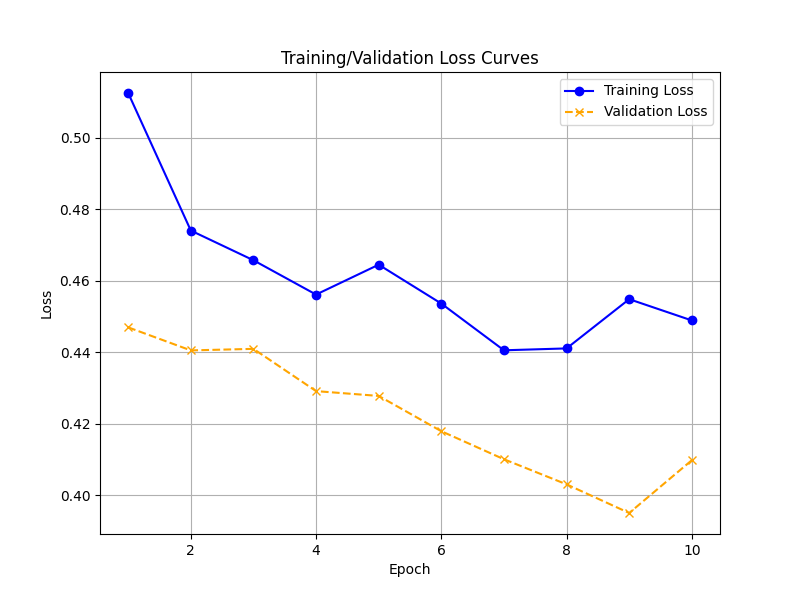 Training/Validation Loss Curves
Training Loss
Validation Loss
0.50
0.48
0.46
0.44
0.42
0.40
Loss
2
4
6
8
10
Epoch